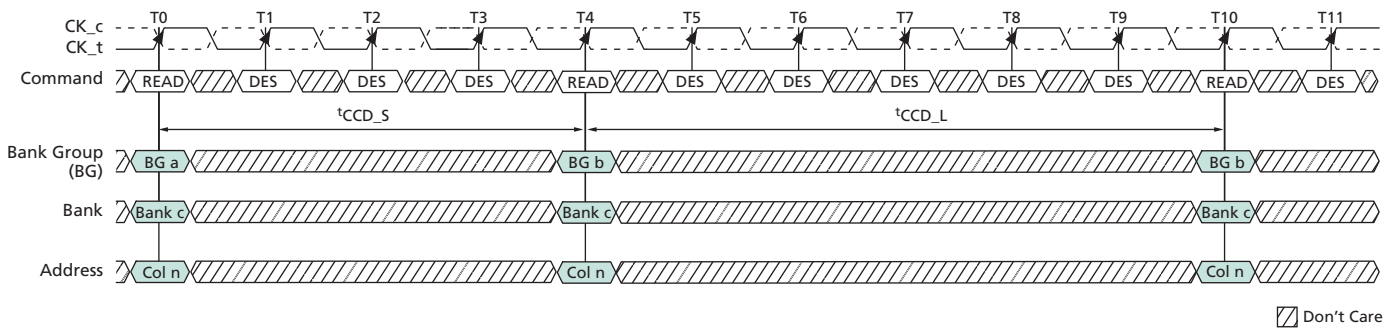 T0 T1 T2 T3 T4 T5 T6 T7 T8 T9 T10 T11
CK_c
CK_t
Command READ DES DES DES READ DES DES DES DES DES READ DES
tCCD_S tCCD_L
Bank Group
(BG) BG a BG b BG b
Bank Bank c Bank c Bank c
Address Col n Col n Col n
Don't Care